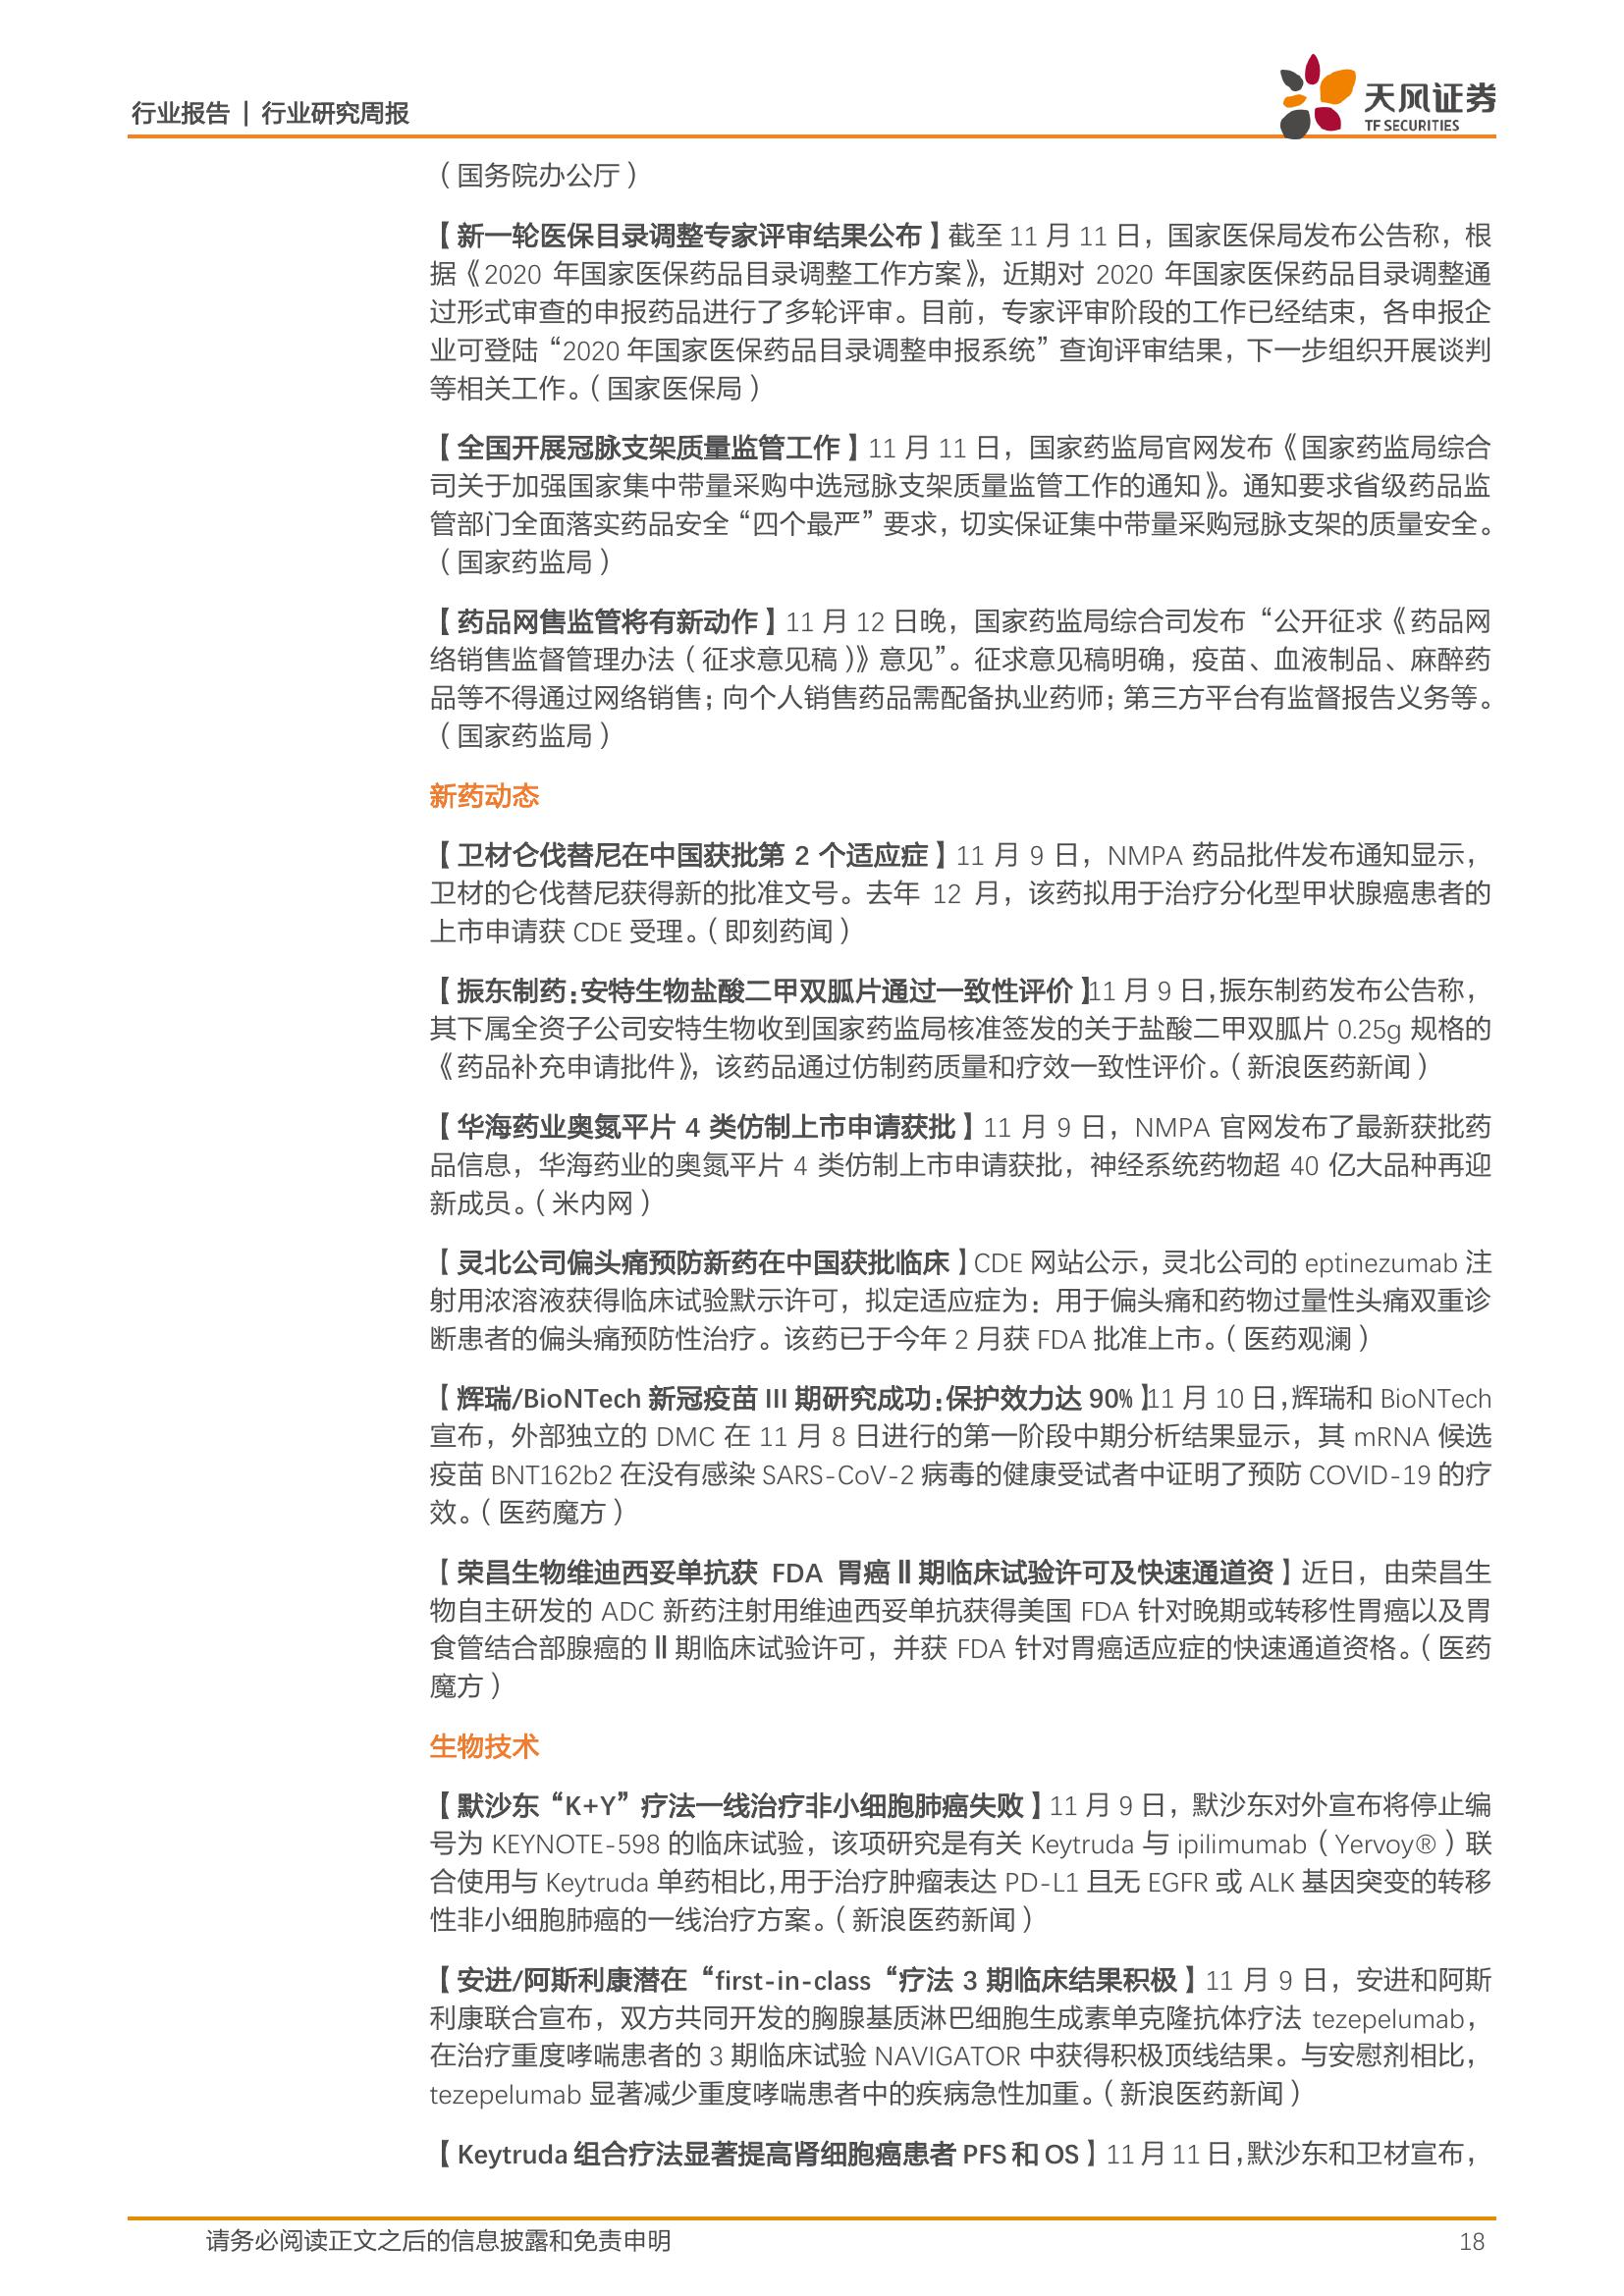 行业报告 | 行业研究周报
天风证券
TF SECURITIES
（国务院办公厅）
【新一轮医保目录调整专家评审结果公布】截至 11 月 11 日，国家医保局发布公告称，根
据《2020 年国家医保药品目录调整工作方案》，近期对 2020 年国家医保药品目录调整通
过形式审查的申报药品进行了多轮评审。目前，专家评审阶段的工作已经结束，各申报企
业可登陆“2020 年国家医保药品目录调整申报系统”查询评审结果，下一步组织开展谈判
等相关工作。（国家医保局）
【全国开展冠脉支架质量监管工作】11 月 11 日，国家药监局官网发布《国家药监局综合
司关于加强国家集中带量采购中选冠脉支架质量监管工作的通知》。通知要求省级药品监
管部门全面落实药品安全“四个最严”要求，切实保证集中带量采购冠脉支架的质量安全。
（国家药监局）
【药品网售监管将有新动作】11 月 12 日晚，国家药监局综合司发布“公开征求《药品网
络销售监督管理办法（征求意见稿）》意见”。征求意见稿明确，疫苗、血液制品、麻醉药
品等不得通过网络销售；向个人销售药品需配备执业药师；第三方平台有监督报告义务等。
（国家药监局）
新药动态
【卫材仑伐替尼在中国获批第 2 个适应症】11 月 9 日，NMPA 药品批件发布通知显示，
卫材的仑伐替尼获得新的批准文号。去年 12 月，该药拟用于治疗分化型甲状腺癌患者的
上市申请获 CDE 受理。（即刻药闻）
【振东制药：安特生物盐酸二甲双胍片通过一致性评价】11 月 9 日，振东制药发布公告称，
其下属全资子公司安特生物收到国家药监局核准签发的关于盐酸二甲双胍片 0.25g 规格的
《药品补充申请批件》，该药品通过仿制药质量和疗效一致性评价。（新浪医药新闻）
【华海药业奥氮平片 4 类仿制上市申请获批】11 月 9 日，NMPA 官网发布了最新获批药
品信息，华海药业的奥氮平片 4 类仿制上市申请获批，神经系统药物超 40 亿大品种再迎
新成员。（米内网）
【灵北公司偏头痛预防新药在中国获批临床】CDE 网站公示，灵北公司的 eptinezumab 注
射用浓溶液获得临床试验默示许可，拟定适应症为：用于偏头痛和药物过量性头痛双重诊
断患者的偏头痛预防性治疗。该药已于今年 2 月获 FDA 批准上市。（医药观澜）
【辉瑞/BioNTech 新冠疫苗 III 期研究成功：保护效力达 90%】11 月 10 日，辉瑞和 BioNTech
宣布，外部独立的 DMC 在 11 月 8 日进行的第一阶段中期分析结果显示，其 mRNA 候选
疫苗 BNT162b2 在没有感染 SARS-CoV-2 病毒的健康受试者中证明了预防 COVID-19 的疗
效。（医药魔方）
【荣昌生物维迪西妥单抗获 FDA 胃癌Ⅱ期临床试验许可及快速通道资】近日，由荣昌生
物自主研发的 ADC 新药注射用维迪西妥单抗获得美国 FDA 针对晚期或转移性胃癌以及胃
食管结合部腺癌的Ⅱ期临床试验许可，并获 FDA 针对胃癌适应症的快速通道资格。（医药
魔方）
生物技术
【默沙东“K+Y”疗法一线治疗非小细胞肺癌失败】11 月 9 日，默沙东对外宣布将停止编
号为 KEYNOTE-598 的临床试验，该项研究是有关 Keytruda 与 ipilimumab（Yervoy®）联
合使用与 Keytruda 单药相比，用于治疗肿瘤表达 PD-L1 且无 EGFR 或 ALK 基因突变的转移
性非小细胞肺癌的一线治疗方案。（新浪医药新闻）
【安进/阿斯利康潜在“first-in-class“疗法 3 期临床结果积极】11 月 9 日，安进和阿斯
利康联合宣布，双方共同开发的胸腺基质淋巴细胞生成素单克隆抗体疗法 tezepelumab，
在治疗重度哮喘患者的 3 期临床试验 NAVIGATOR 中获得积极顶线结果。与安慰剂相比，
tezepelumab 显著减少重度哮喘患者中的疾病急性加重。（新浪医药新闻）
【Keytruda 组合疗法显著提高肾细胞癌患者 PFS 和 OS】11 月 11 日，默沙东和卫材宣布，
请务必阅读正文之后的信息披露和免责申明
18